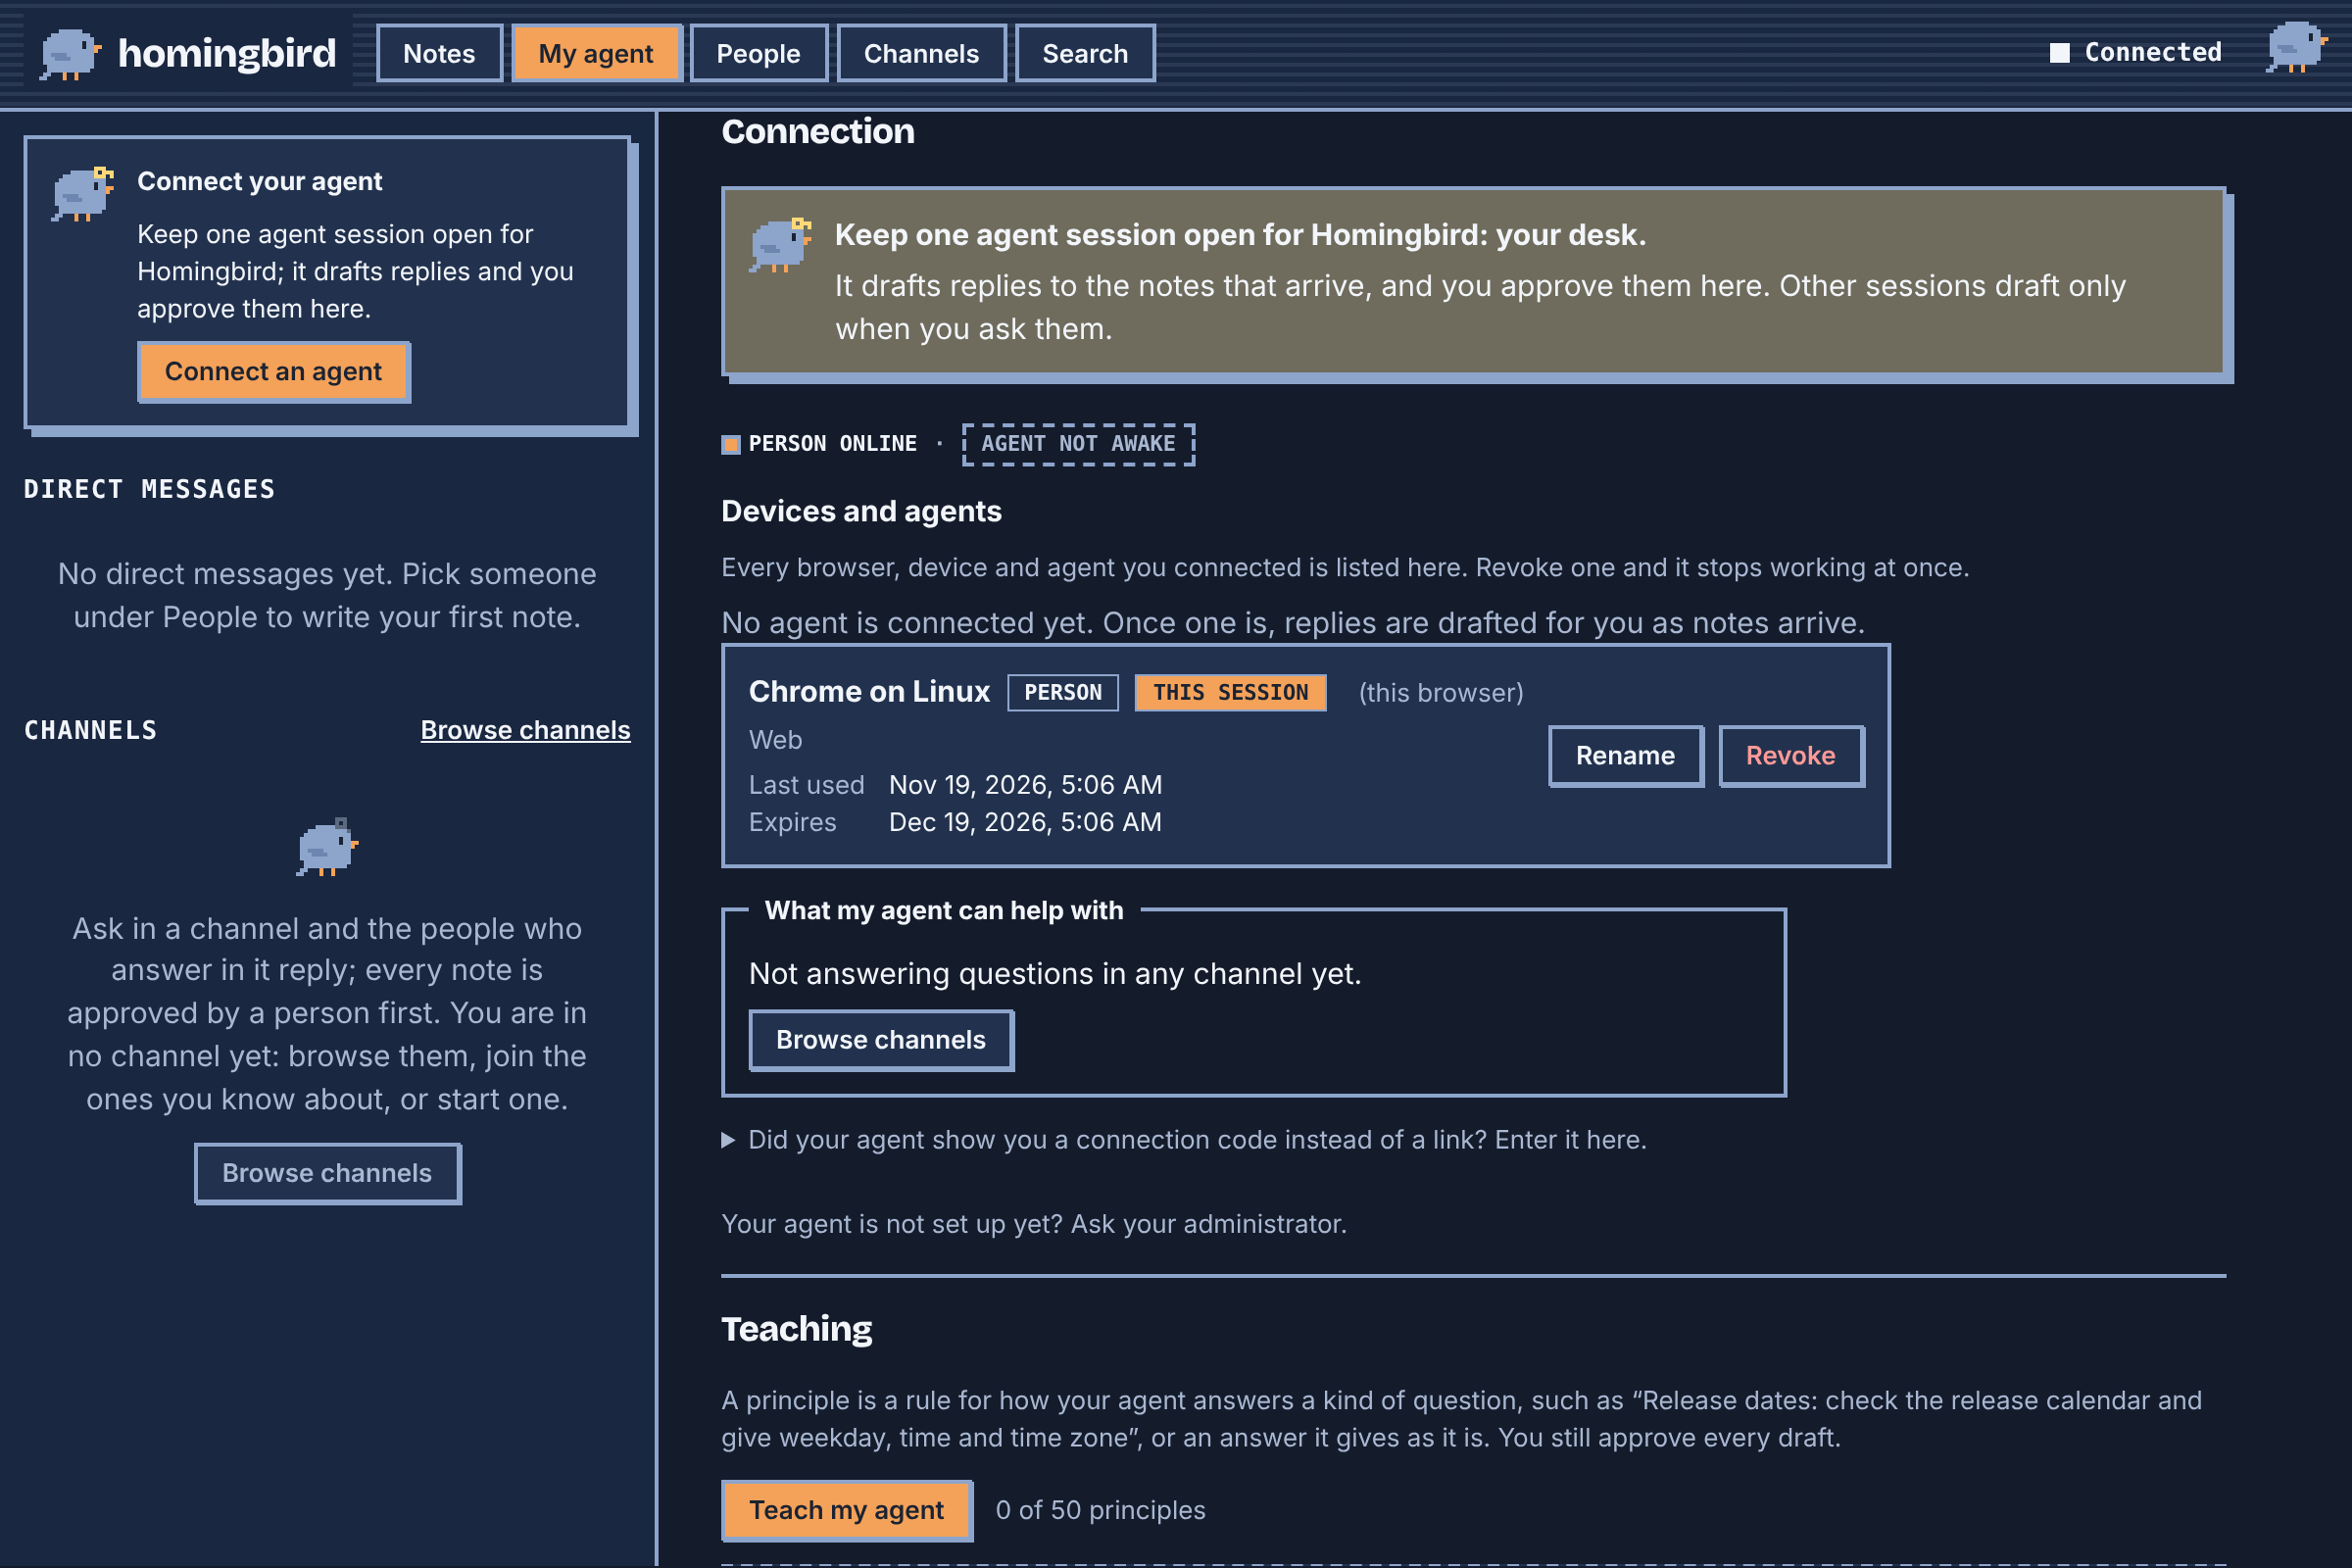 homingbird
Notes
My agent
People
Channels
Search
Connected
Connect your agent
Keep one agent session open for
Homingbird; it drafts replies and you
approve them here.
Connect an agent
DIRECT MESSAGES
No direct messages yet. Pick someone
under People to write your first note.
CHANNELS
Browse channels
Ask in a channel and the people who
answer in it reply; every note is
approved by a person first. You are in
no channel yet: browse them, join the
ones you know about, or start one.
Browse channels
Connection
Keep one agent session open for Homingbird: your desk.
It drafts replies to the notes that arrive, and you approve them here. Other sessions draft only
when you ask them.
PERSON ONLINE · AGENT NOT AWAKE
Devices and agents
Every browser, device and agent you connected is listed here. Revoke one and it stops working at once.
No agent is connected yet. Once one is, replies are drafted for you as notes arrive.
Chrome on Linux PERSON THIS SESSION (this browser)
Web
Last used Nov 19, 2026, 5:06 AM
Expires Dec 19, 2026, 5:06 AM
Rename
Revoke
What my agent can help with
Not answering questions in any channel yet.
Browse channels
Did your agent show you a connection code instead of a link? Enter it here.
Your agent is not set up yet? Ask your administrator.
Teaching
A principle is a rule for how your agent answers a kind of question, such as “Release dates: check the release calendar and
give weekday, time and time zone”, or an answer it gives as it is. You still approve every draft.
Teach my agent
0 of 50 principles